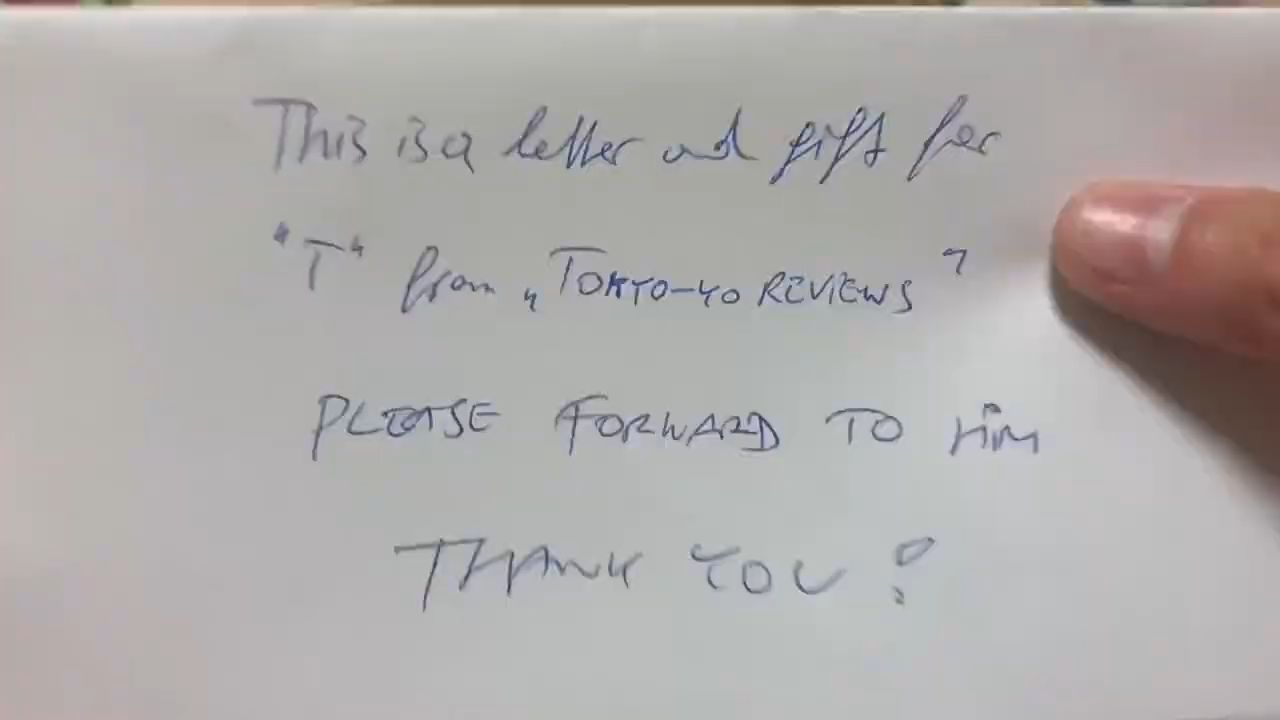 This is a letter and gift for
"T" from „TOKYO-YO REVIEWS"
PLEASE FORWARD TO HIM
THANK YOU!